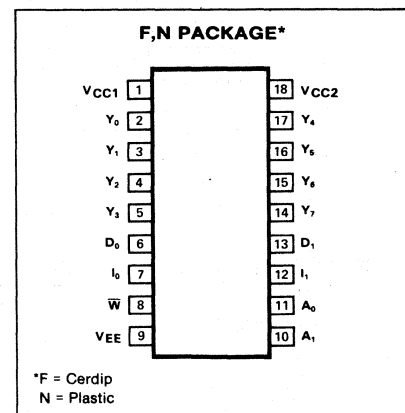 F,N PACKAGE*
VCC1 1 18 VCC2
Y₀ 2 17 Y₄
Y₁ 3 16 Y₅
Y₂ 4 15 Y₆
Y₃ 5 14 Y₇
D₀ 6 13 D₁
I₀ 7 12 I₁
W̅ 8 11 A₀
VEE 9 10 A₁
*F = Cerdip
N = Plastic